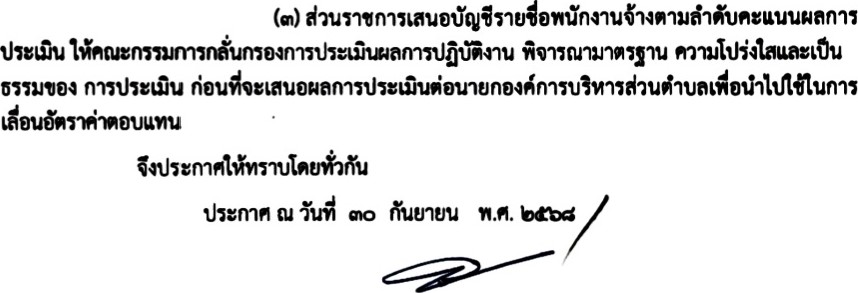 (๓) ส่วนราชการเสนอบัญชีรายชื่อพนักงานจ้างตามลำดับคะแนนผลการ
ประเมิน ให้คณะกรรมการกลั่นกรองการประเมินผลการปฏิบัติงาน พิจารณามาตรฐาน ความโปร่งใสและเป็น
ธรรมของ การประเมิน ก่อนที่จะเสนอผลการประเมินต่อนายกองค์การบริหารส่วนตำบลเพื่อนำไปใช้ในการ
เลื่อนอัตราค่าตอบแทน
จึงประกาศให้ทราบโดยทั่วกัน
ประกาศ ณ วันที่ ๓๐ กันยายน พ.ศ. ๒๕๖๘